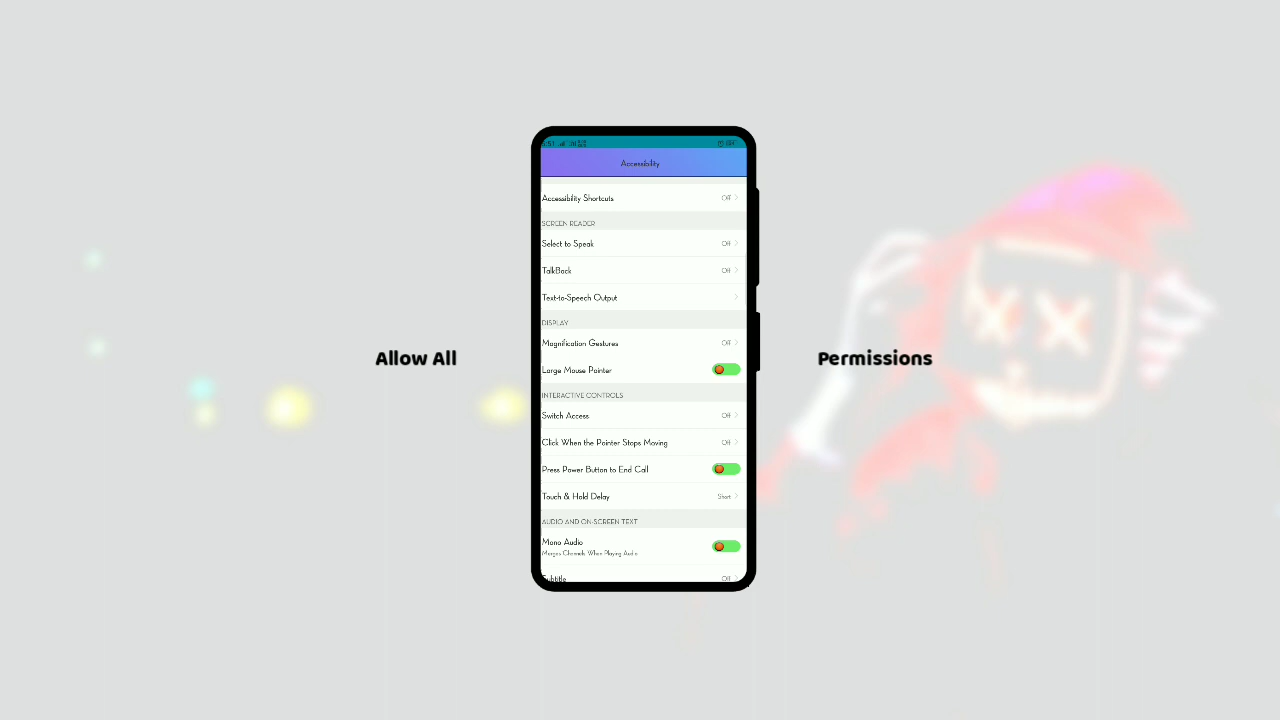 Accessibility
Accessibility Shortcuts Off
SCREEN READER
Select to Speak Off
TalkBack Off
Text-to-Speech Output
DISPLAY
Magnification Gestures Off
Allow All
Permissions
Large Mouse Pointer
INTERACTIVE CONTROLS
Switch Access Off
Click When the Pointer Stops Moving Off
Press Power Button to End Call
Touch & Hold Delay Short
AUDIO AND ON-SCREEN TEXT
Mono Audio
Merges Channels When Playing Audio
Subtitle Off